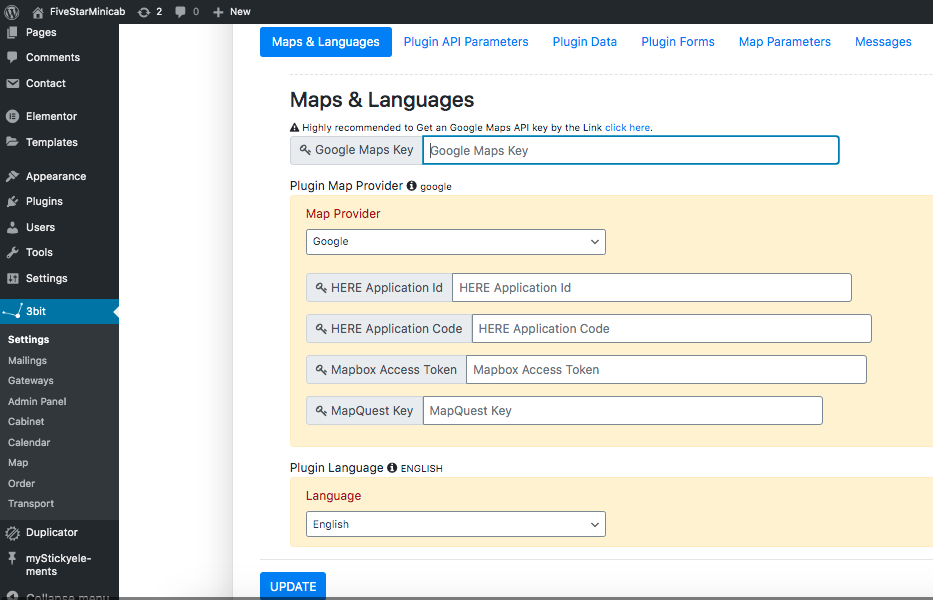 FiveStarMinicab 2 0 New
Pages
Comments
Contact
Elementor
Templates
Appearance
Plugins
Users
Tools
Settings
3bit
Settings
Mailings
Gateways
Admin Panel
Cabinet
Calendar
Map
Order
Transport
Duplicator
myStickyele-
ments
Collapse menu
Maps & Languages Plugin API Parameters Plugin Data Plugin Forms Map Parameters Messages
Maps & Languages
Highly recommended to Get an Google Maps API key by the Link click here.
Google Maps Key Google Maps Key
Plugin Map Provider google
Map Provider
Google
HERE Application Id HERE Application Id
HERE Application Code HERE Application Code
Mapbox Access Token Mapbox Access Token
MapQuest Key MapQuest Key
Plugin Language ENGLISH
Language
English
UPDATE